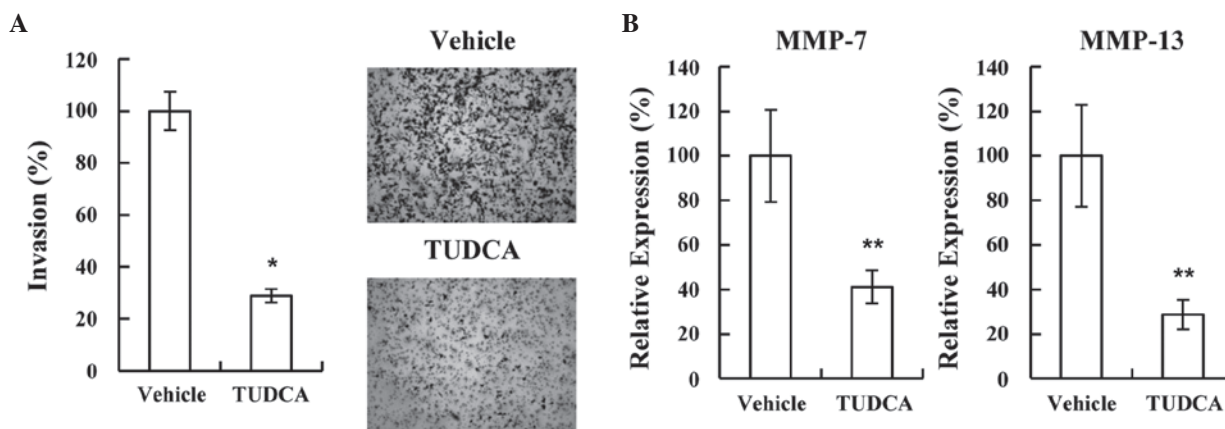 A
Invasion (%)
120
100
80
60
40
20
0
*
Vehicle TUDCA
Vehicle
TUDCA
B
MMP-7
Relative Expression (%)
140
120
100
80
60
40
20
0
**
Vehicle TUDCA
MMP-13
Relative Expression (%)
140
120
100
80
60
40
20
0
**
Vehicle TUDCA